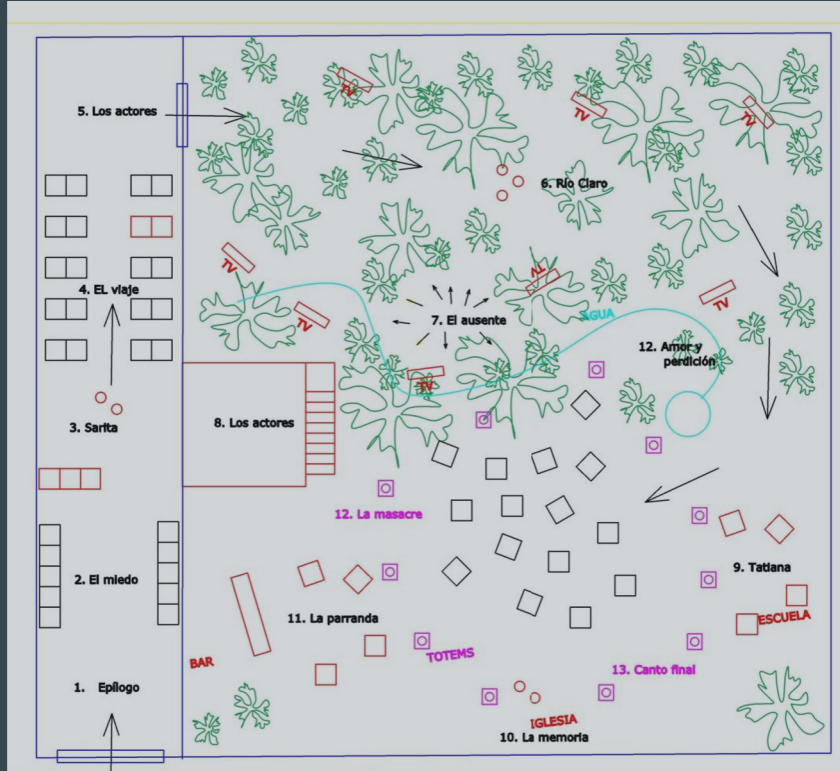 5. Los actores
TV
TV
TV
6. Río Claro
TV
4. EL viaje
TV
TV
TV
7. El ausente
AGUA
12. Amor y
perdición
TV
3. Sarita
8. Los actores
12. La masacre
2. El miedo
9. Tatiana
11. La parranda
ESCUELA
BAR
TOTEMS
13. Canto final
1. Epílogo
IGLESIA
10. La memoria